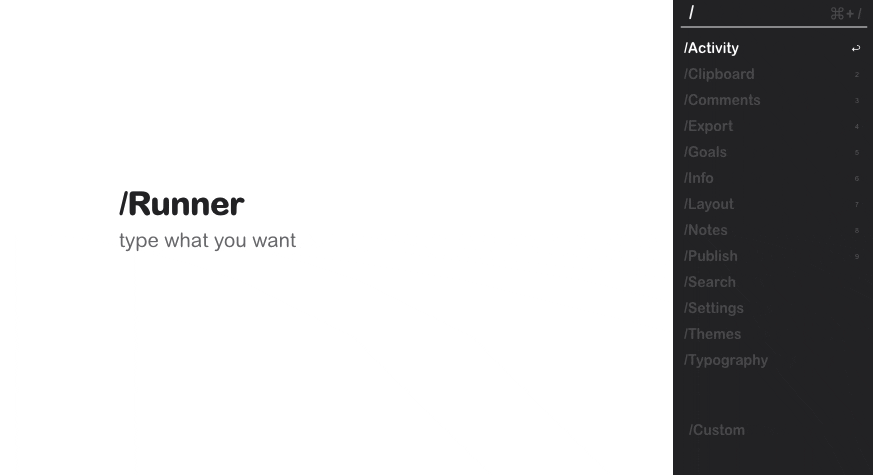 /Runner
type what you want
/ ⌘+/
/Activity ↩
/Clipboard 2
/Comments 3
/Export 4
/Goals 5
/Info 6
/Layout 7
/Notes 8
/Publish 9
/Search
/Settings
/Themes
/Typography
/Custom